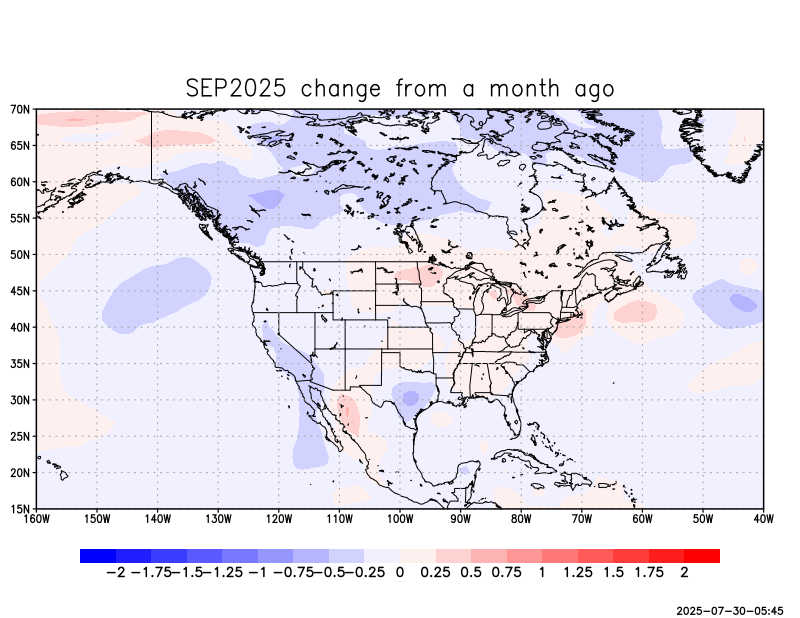 SEP2025 change from a month ago
70N
65N
60N
55N
50N
45N
40N
35N
30N
25N
20N
15N
160W 150W 140W 130W 120W 110W 100W 90W 80W 70W 60W 50W 40W
−2 −1.75 −1.5 −1.25 −1 −0.75 −0.5 −0.25 0 0.25 0.5 0.75 1 1.25 1.5 1.75 2
2025-07-30-05:45